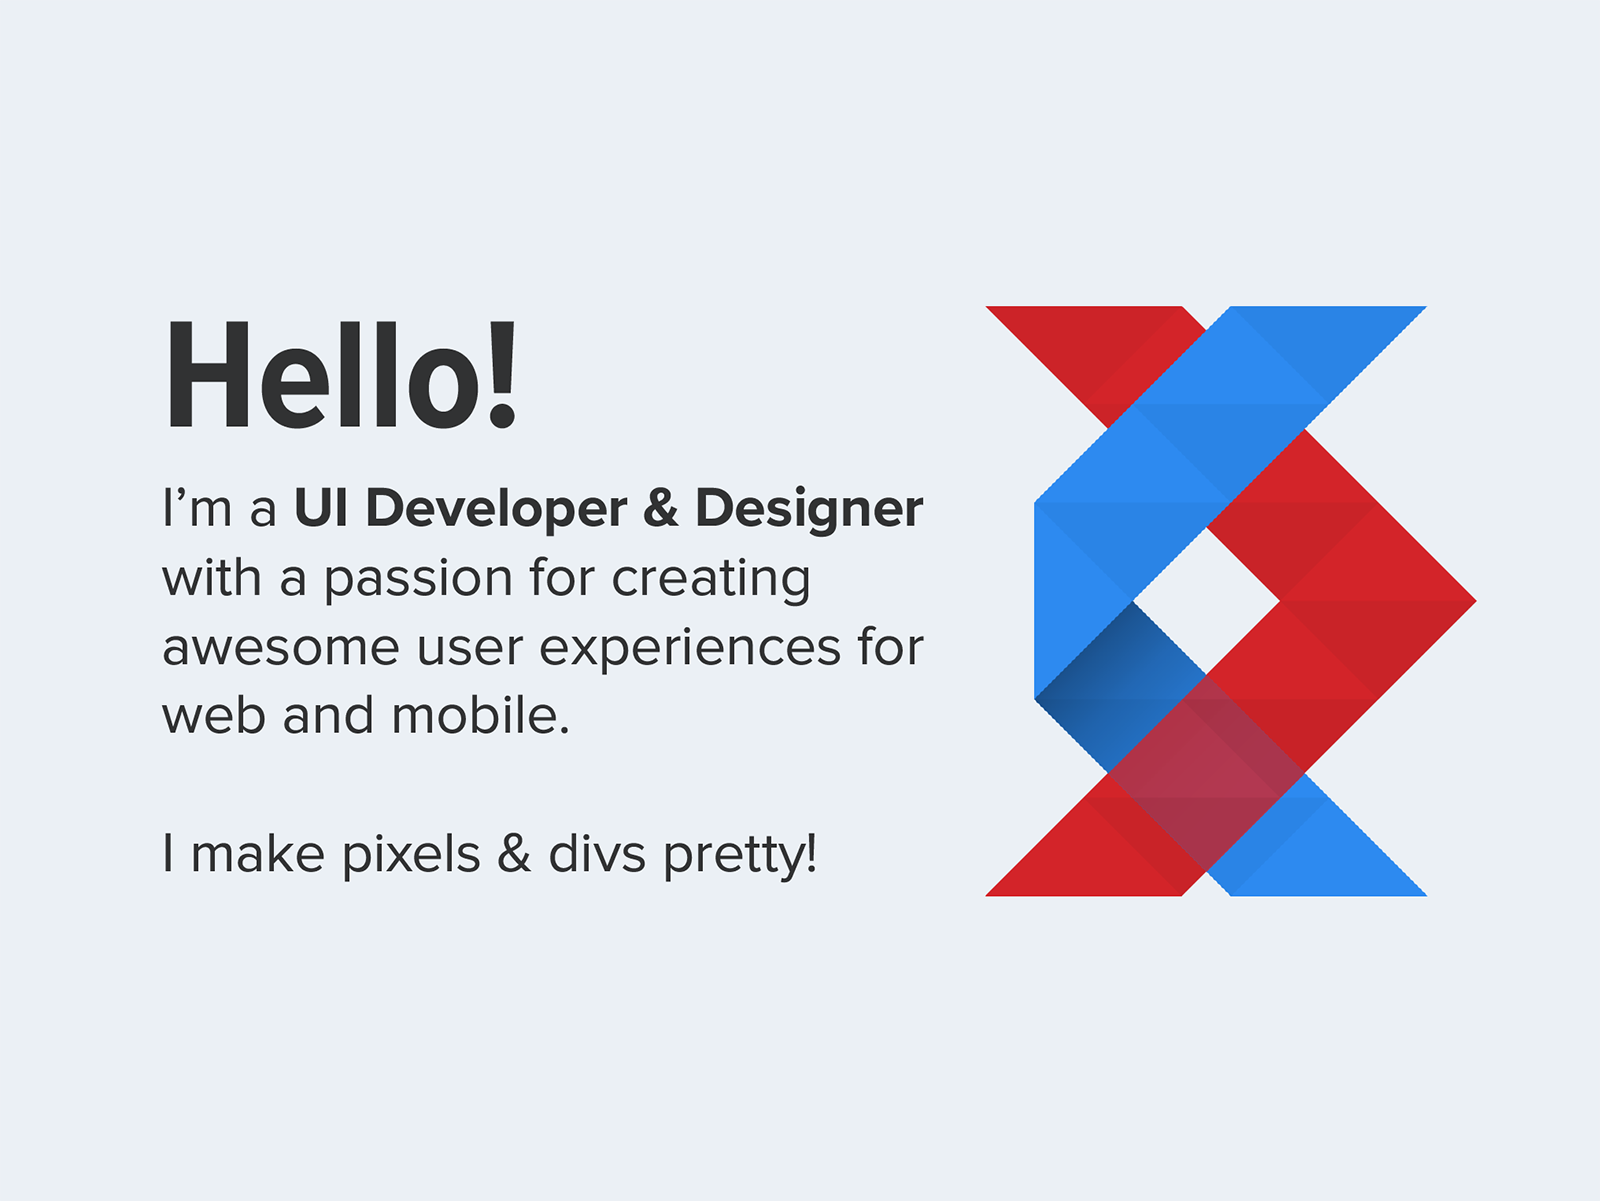 Hello!
I’m a UI Developer & Designer
with a passion for creating
awesome user experiences for
web and mobile.
I make pixels & divs pretty!